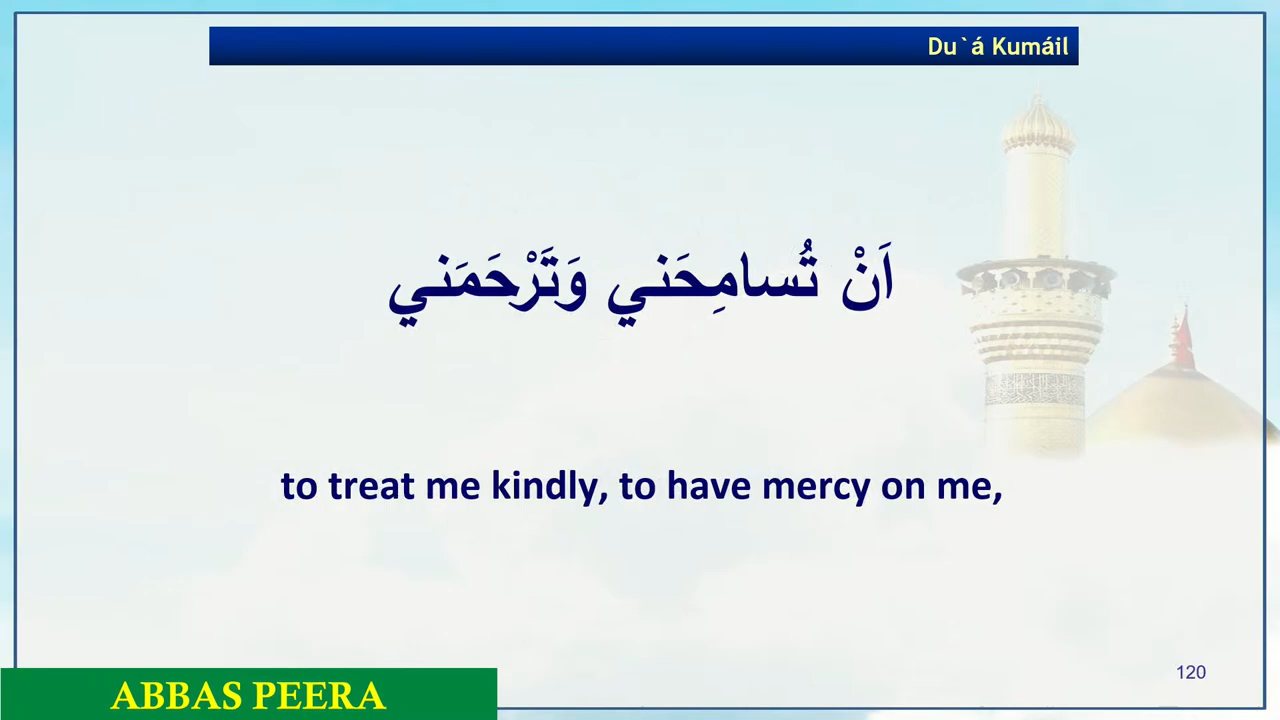 Du`á Kumáil
اَنْ تُسامِحَني وَتَرْحَمَني
to treat me kindly, to have mercy on me,
120
ABBAS PEERA